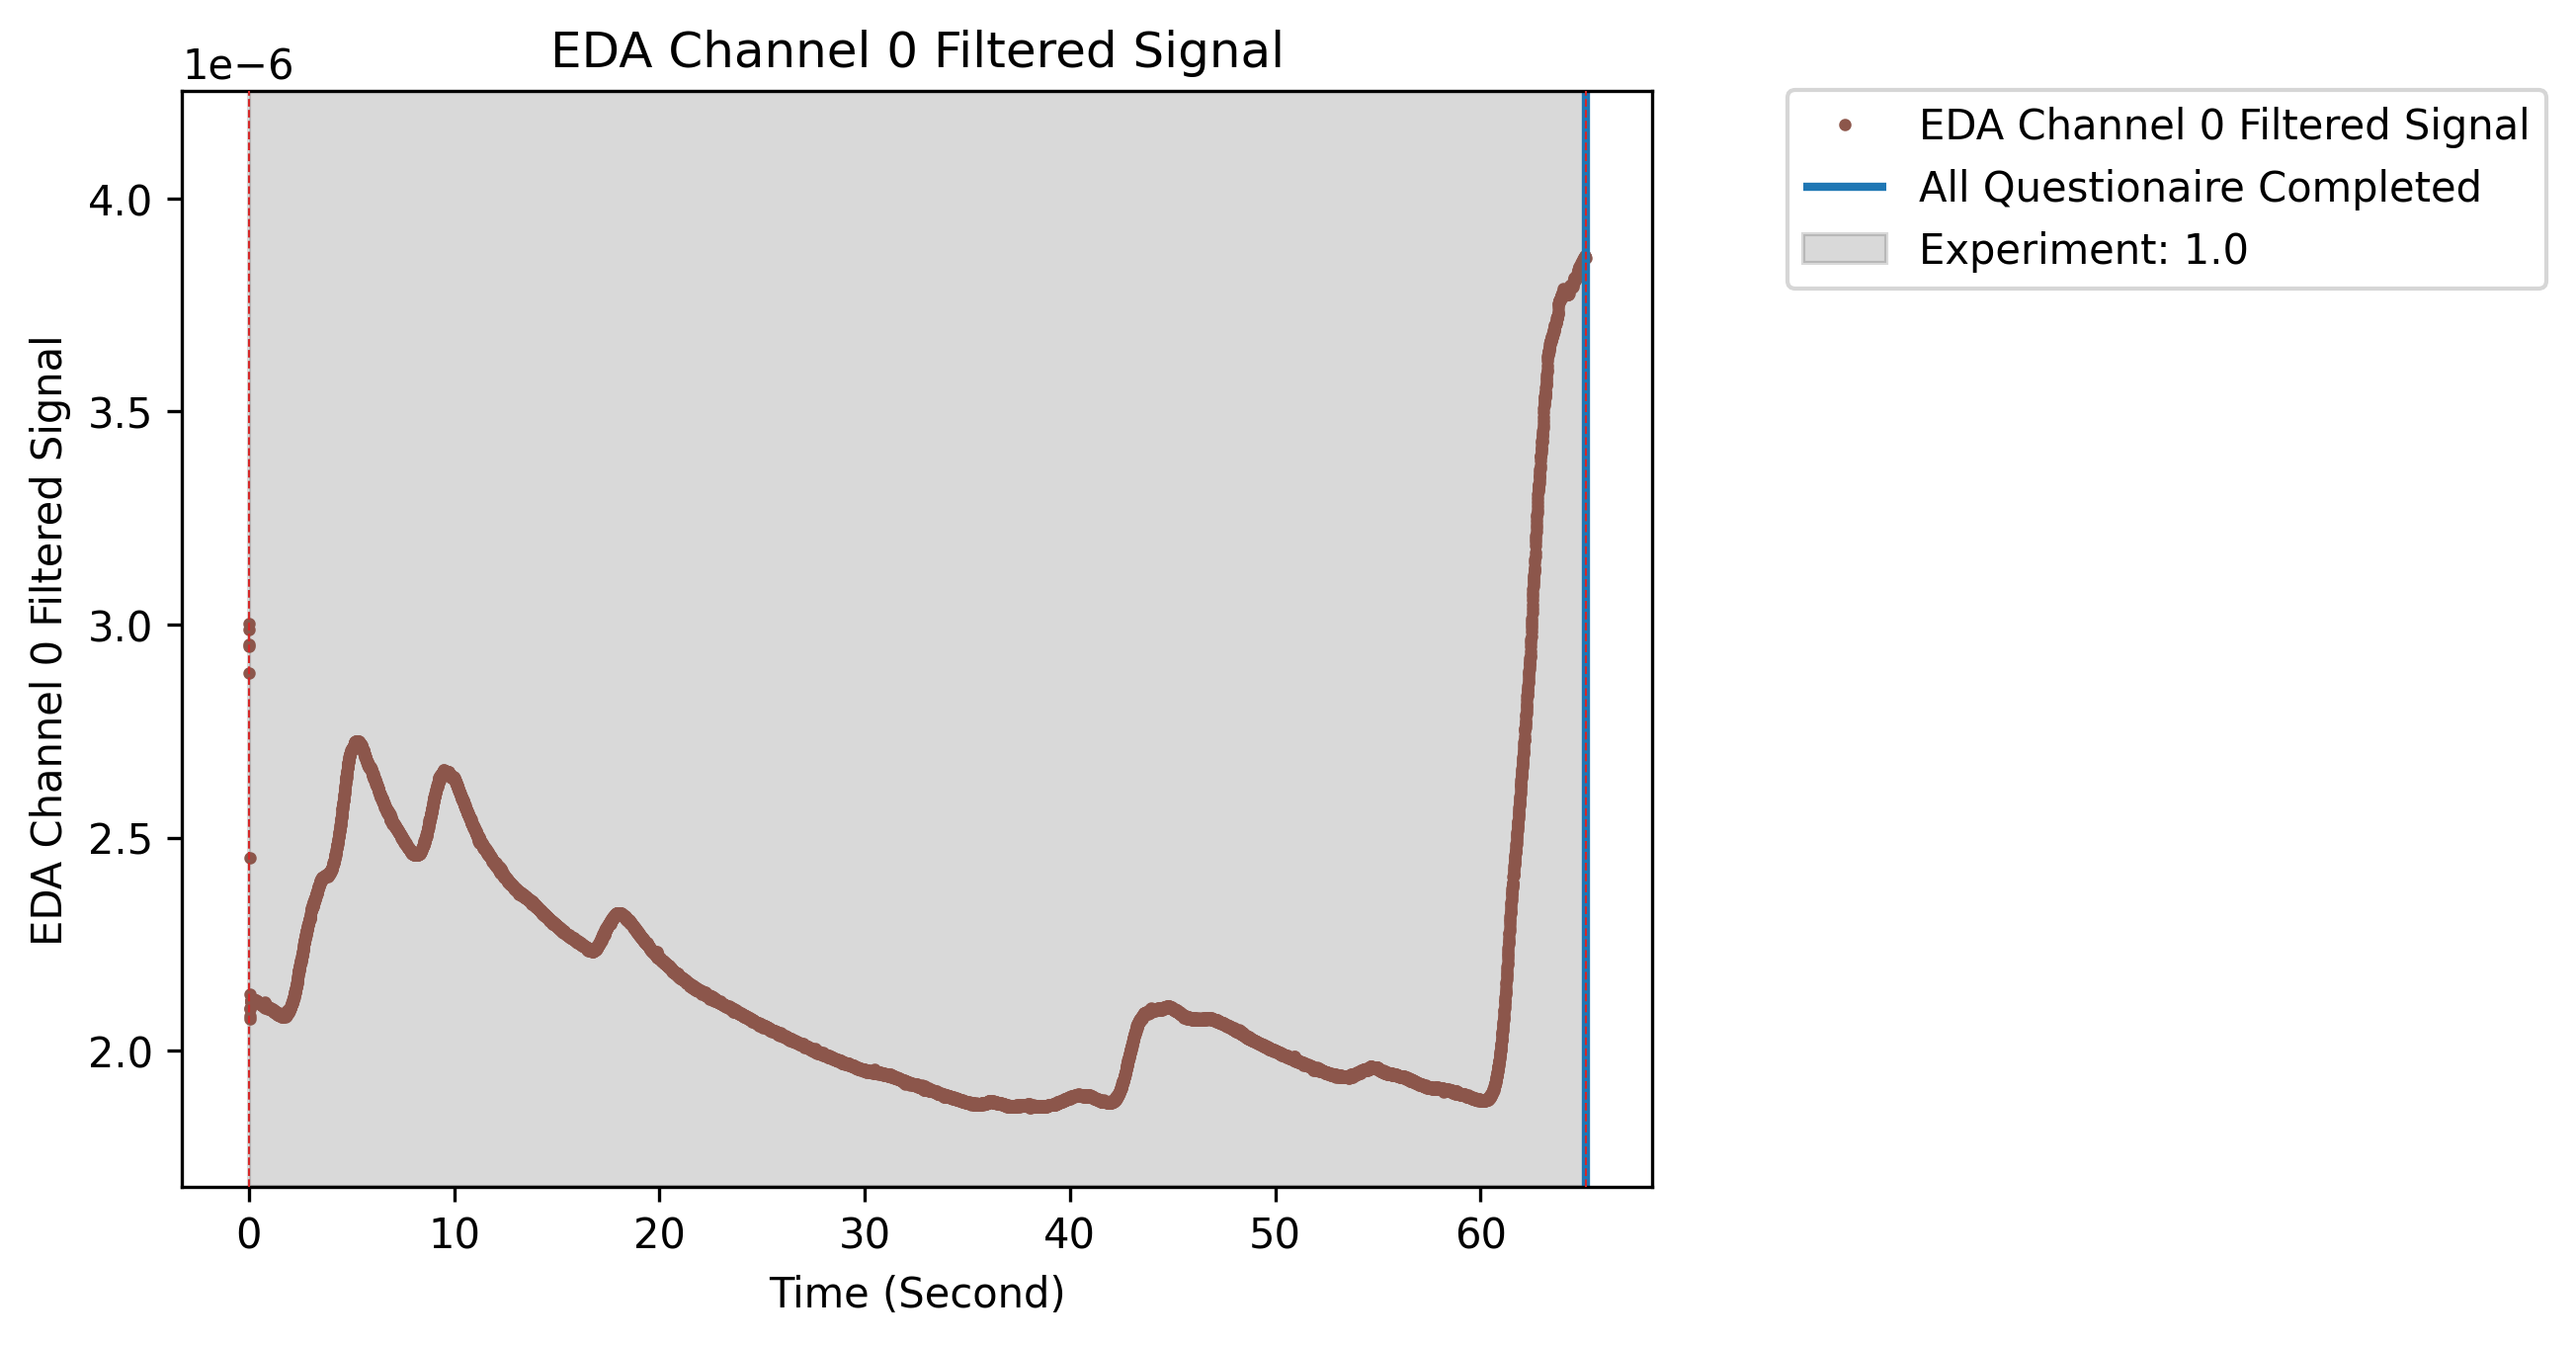 EDA Channel 0 Filtered Signal
1e−6
4.0
3.5
3.0
2.5
2.0
EDA Channel 0 Filtered Signal
0 10 20 30 40 50 60
Time (Second)
EDA Channel 0 Filtered Signal
All Questionaire Completed
Experiment: 1.0